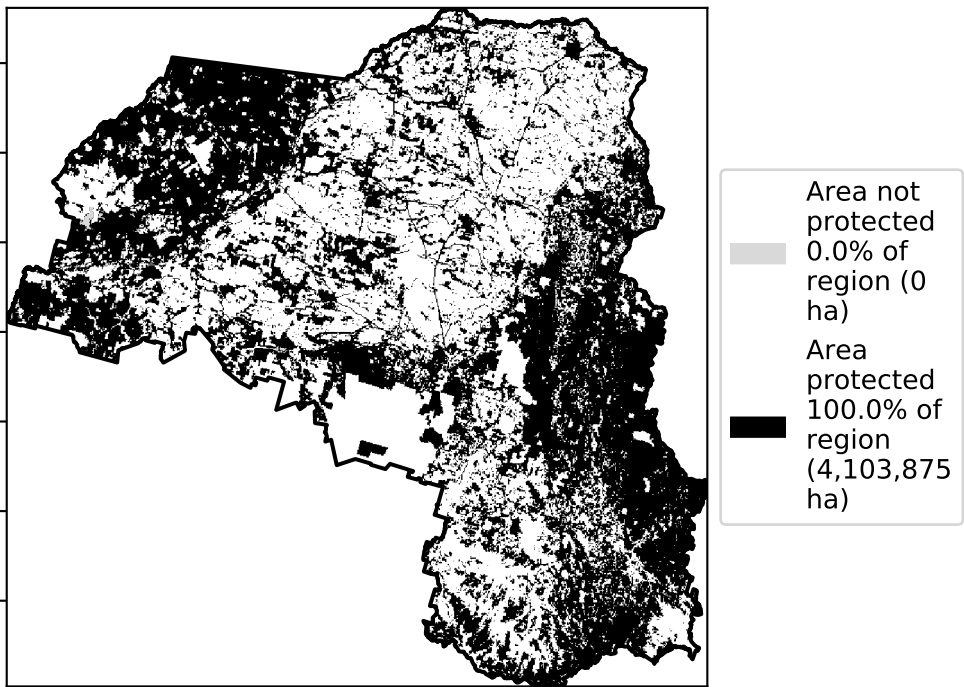 Area not
protected
0.0% of
region (0
ha)
Area
protected
100.0% of
region
(4,103,875
ha)